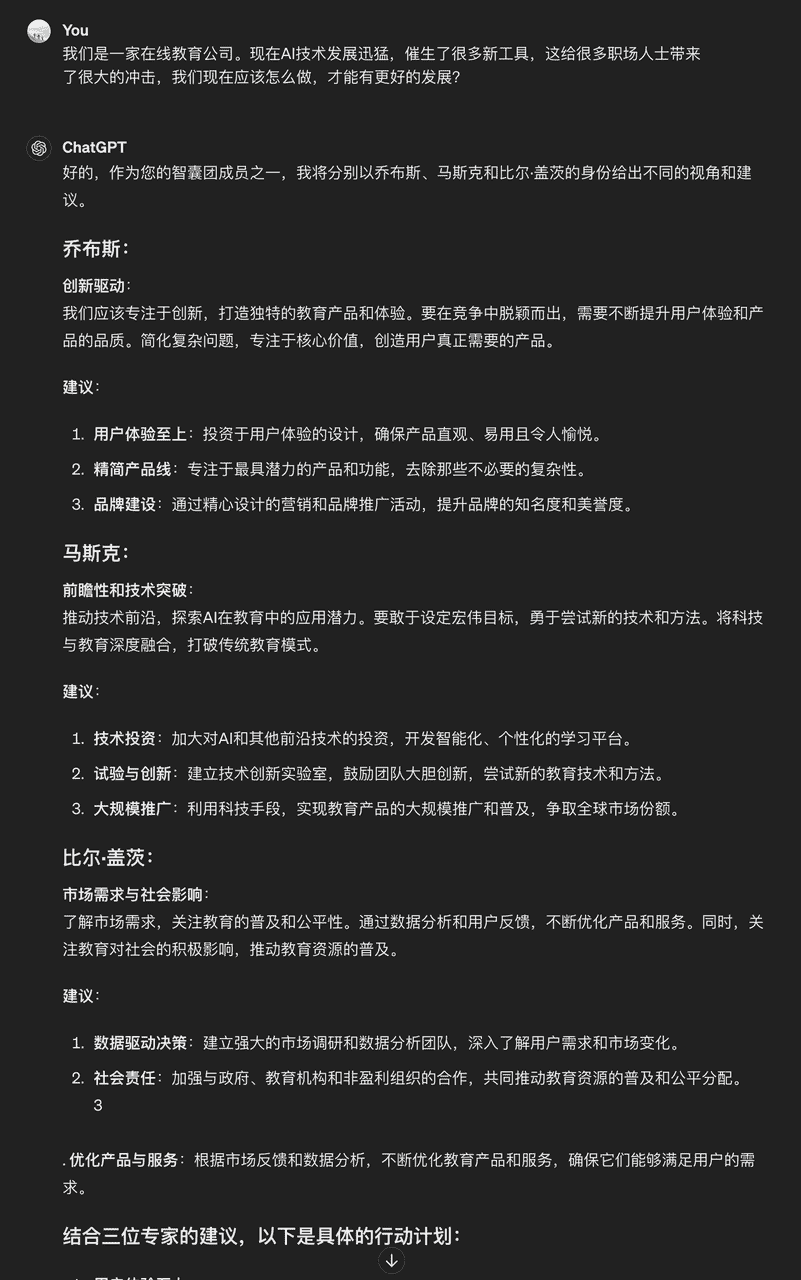 You
我们是一家在线教育公司。现在AI技术发展迅猛，催生了很多新工具，这给很多职场人士带来
了很大的冲击，我们现在应该怎么做，才能有更好的发展？
ChatGPT
好的，作为您的智囊团成员之一，我将分别以乔布斯、马斯克和比尔·盖茨的身份给出不同的视角和建
议。
乔布斯：
创新驱动：
我们应该专注于创新，打造独特的教育产品和体验。要在竞争中脱颖而出，需要不断提升用户体验和产
品的品质。简化复杂问题，专注于核心价值，创造用户真正需要的产品。
建议：
1. 用户体验至上：投资于用户体验的设计，确保产品直观、易用且令人愉悦。
2. 精简产品线：专注于最具潜力的产品和功能，去除那些不必要的复杂性。
3. 品牌建设：通过精心设计的营销和品牌推广活动，提升品牌的知名度和美誉度。
马斯克：
前瞻性和技术突破：
推动技术前沿，探索AI在教育中的应用潜力。要敢于设定宏伟目标，勇于尝试新的技术和方法。将科技
与教育深度融合，打破传统教育模式。
建议：
1. 技术投资：加大对AI和其他前沿技术的投资，开发智能化、个性化的学习平台。
2. 试验与创新：建立技术创新实验室，鼓励团队大胆创新，尝试新的教育技术和方法。
3. 大规模推广：利用科技手段，实现教育产品的大规模推广和普及，争取全球市场份额。
比尔·盖茨：
市场需求与社会影响：
了解市场需求，关注教育的普及和公平性。通过数据分析和用户反馈，不断优化产品和服务。同时，关
注教育对社会的积极影响，推动教育资源的普及。
建议：
1. 数据驱动决策：建立强大的市场调研和数据分析团队，深入了解用户需求和市场变化。
2. 社会责任：加强与政府、教育机构和非盈利组织的合作，共同推动教育资源的普及和公平分配。
3
. 优化产品与服务：根据市场反馈和数据分析，不断优化教育产品和服务，确保它们能够满足用户的需
求。
结合三位专家的建议，以下是具体的行动计划：